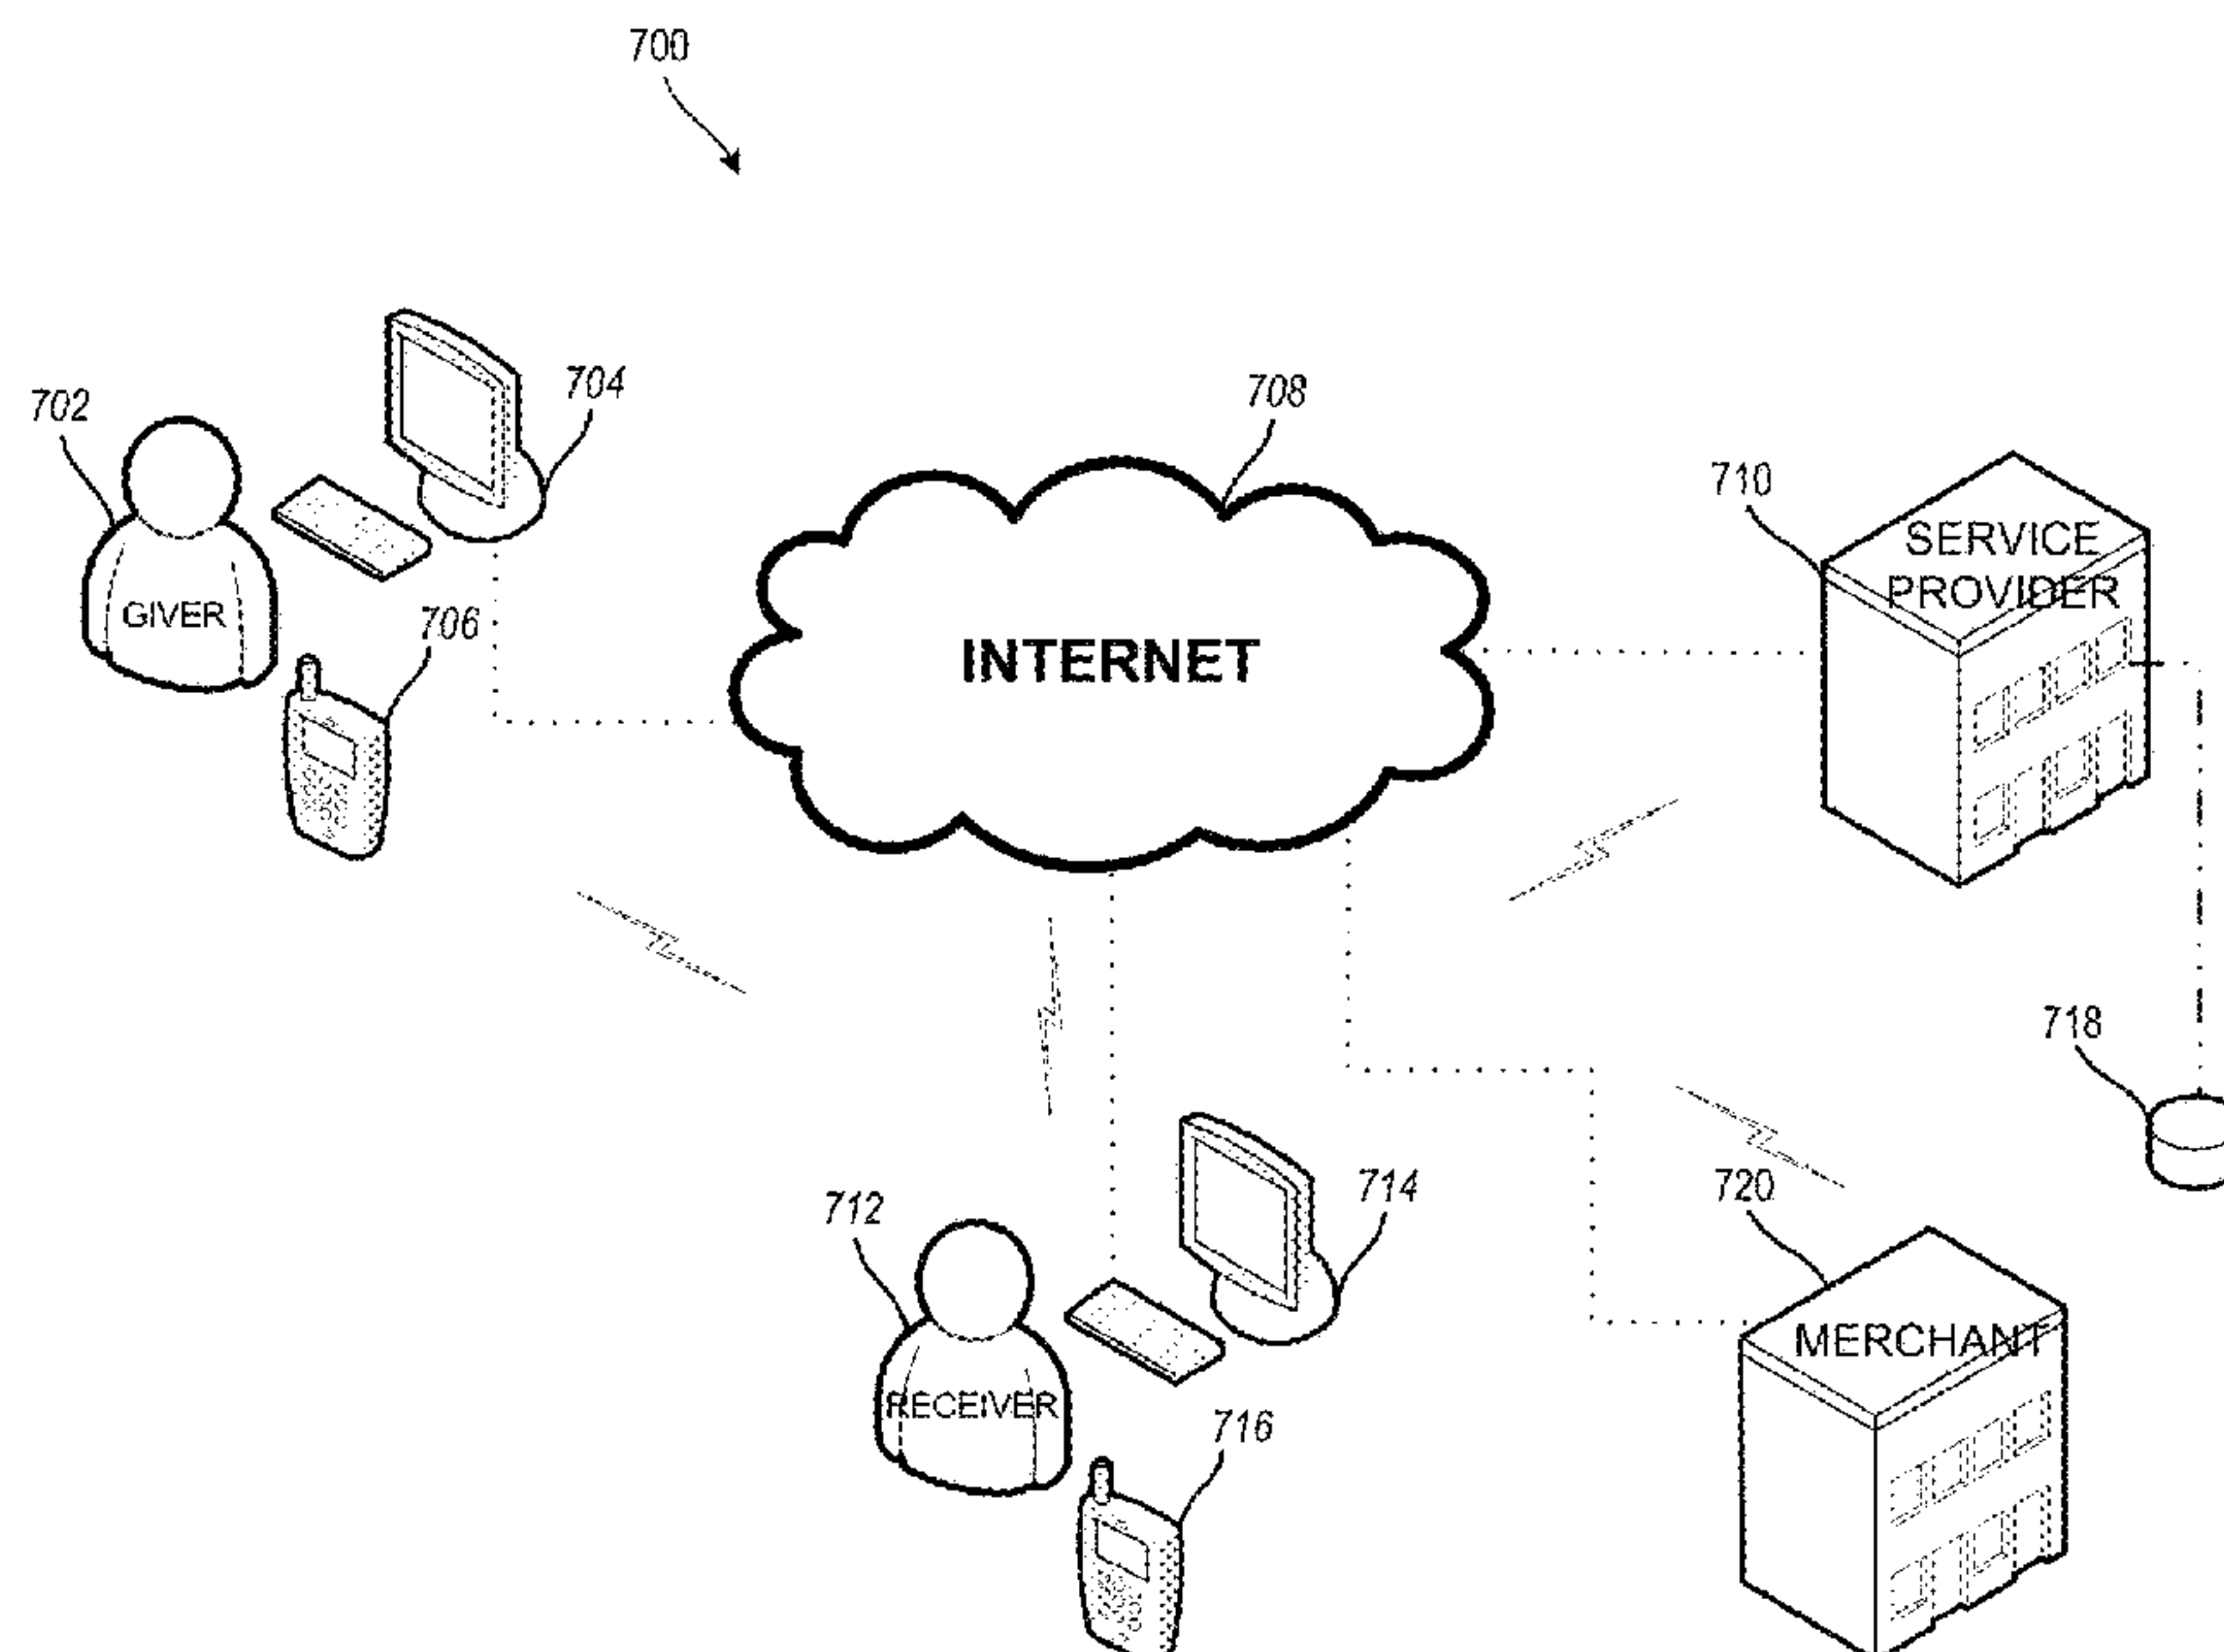 700
704
702
708
710
SERVICE
PROVIDER
GIVER
706
INTERNET
718
714
720
712
MERCHANT
RECEIVER
716